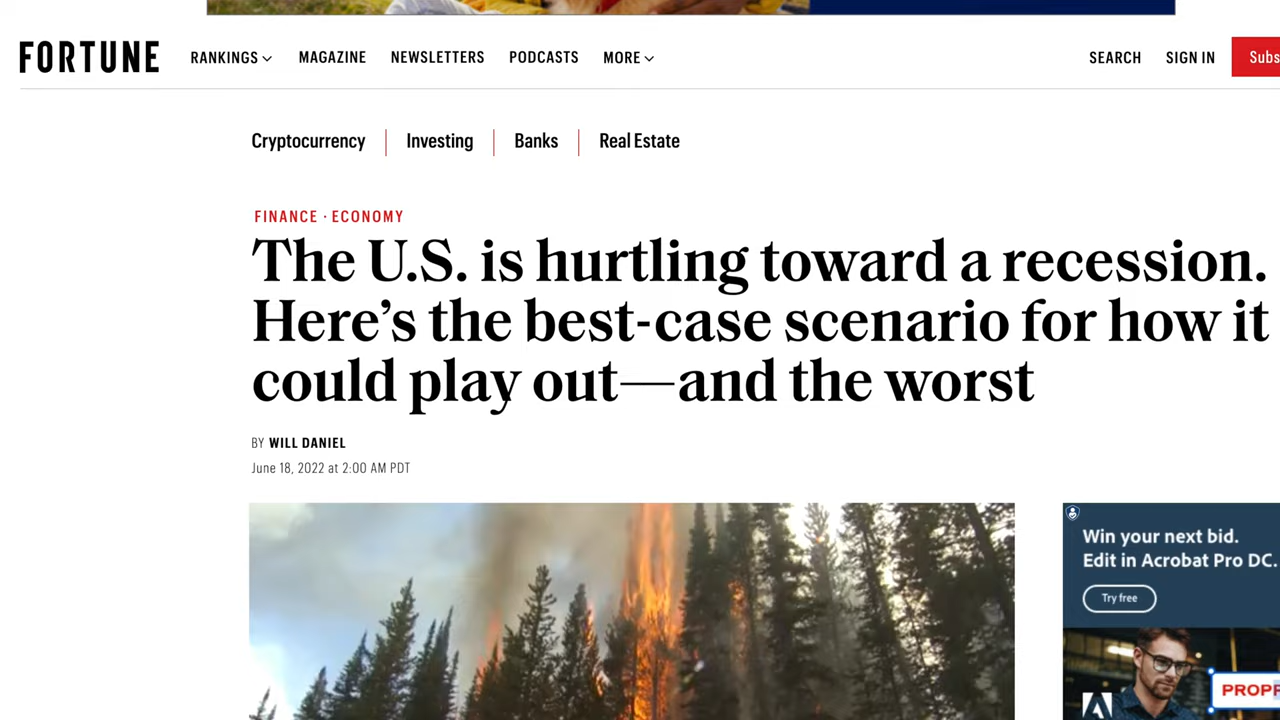 FORTUNE
RANKINGS
MAGAZINE
NEWSLETTERS
PODCASTS
MORE
SEARCH
SIGN IN
Cryptocurrency
Investing
Banks
Real Estate
FINANCE · ECONOMY
The U.S. is hurtling toward a recession.
Here’s the best-case scenario for how it
could play out—and the worst
BY WILL DANIEL
June 18, 2022 at 2:00 AM PDT
Win your next bid.
Edit in Acrobat Pro DC.
Try free